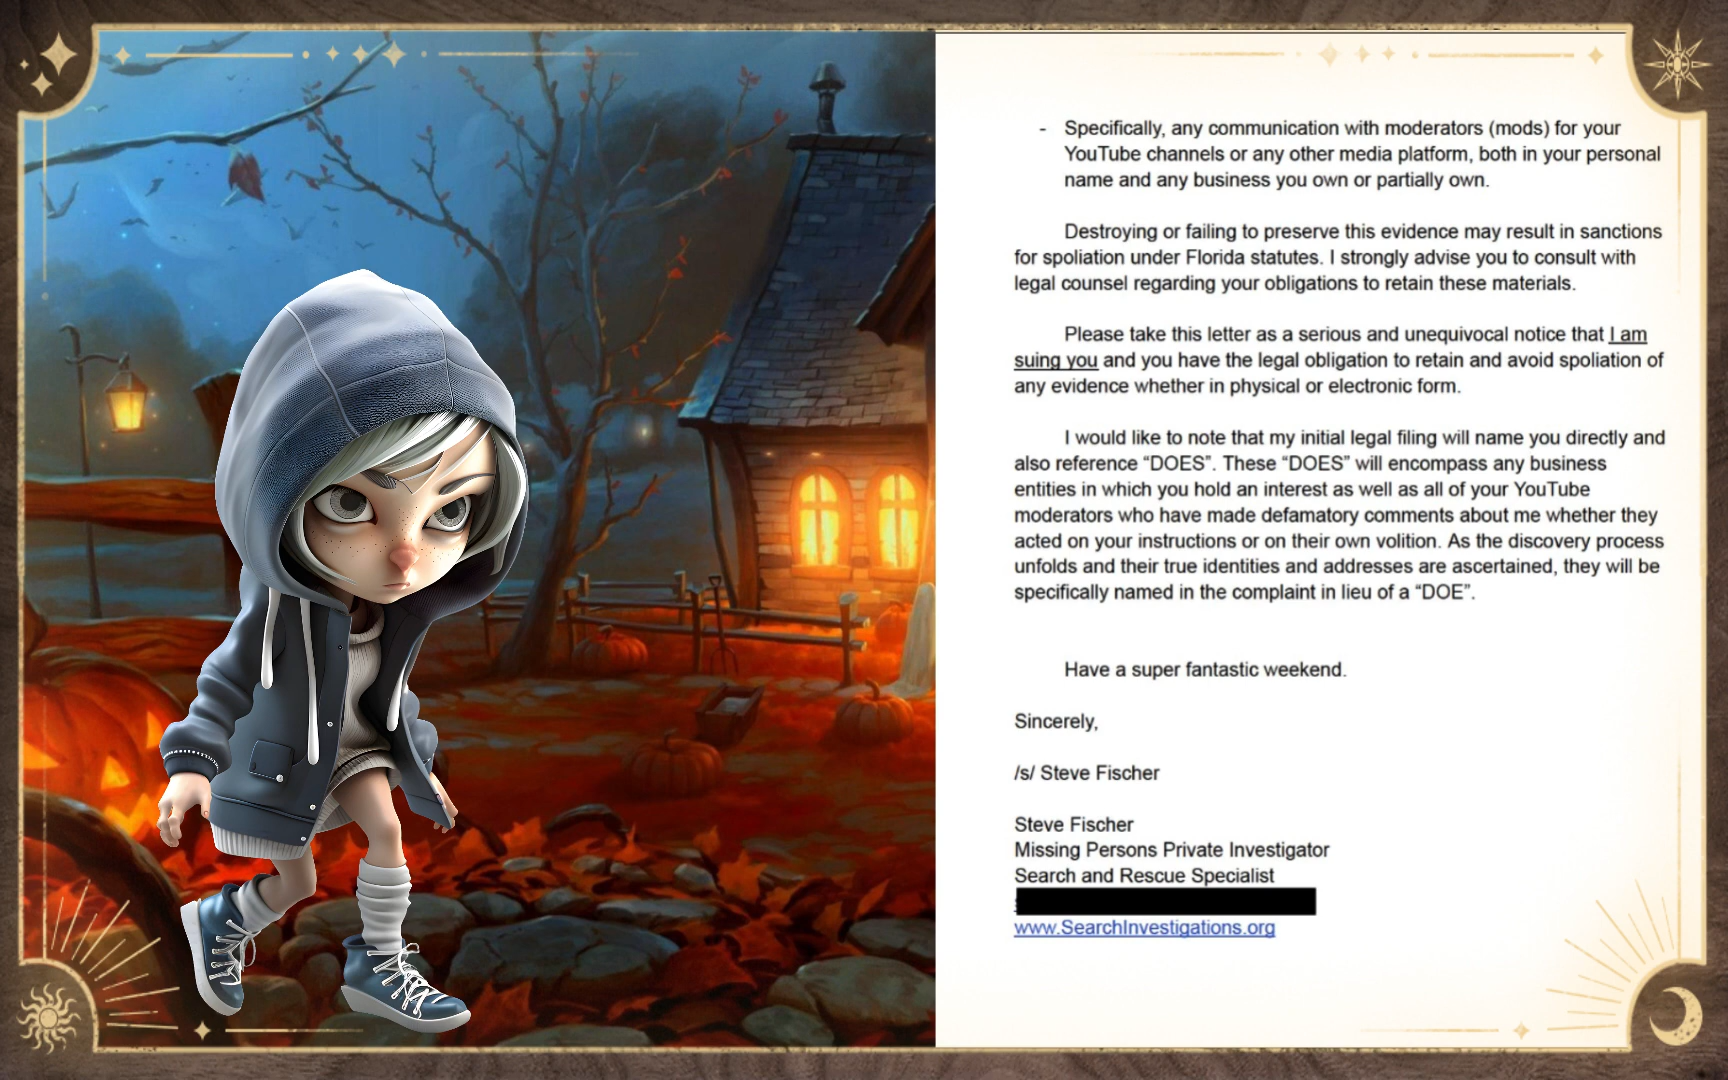 - Specifically, any communication with moderators (mods) for your
YouTube channels or any other media platform, both in your personal
name and any business you own or partially own.
Destroying or failing to preserve this evidence may result in sanctions
for spoliation under Florida statutes. I strongly advise you to consult with
legal counsel regarding your obligations to retain these materials.
Please take this letter as a serious and unequivocal notice that I am
suing you and you have the legal obligation to retain and avoid spoliation of
any evidence whether in physical or electronic form.
I would like to note that my initial legal filing will name you directly and
also reference “DOES”. These “DOES” will encompass any business
entities in which you hold an interest as well as all of your YouTube
moderators who have made defamatory comments about me whether they
acted on your instructions or on their own volition. As the discovery process
unfolds and their true identities and addresses are ascertained, they will be
specifically named in the complaint in lieu of a “DOE”.
Have a super fantastic weekend.
Sincerely,
/s/ Steve Fischer
Steve Fischer
Missing Persons Private Investigator
Search and Rescue Specialist
www.SearchInvestigations.org